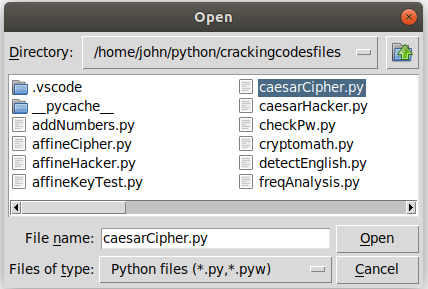 Open
Directory: /home/john/python/crackingcodesfiles
.vscode
__pycache__
addNumbers.py
affineCipher.py
affineHacker.py
affineKeyTest.py
caesarCipher.py
caesarHacker.py
checkPw.py
cryptomath.py
detectEnglish.py
freqAnalysis.py
File name: caesarCipher.py Open
Files of type: Python files (*.py,*.pyw) Cancel